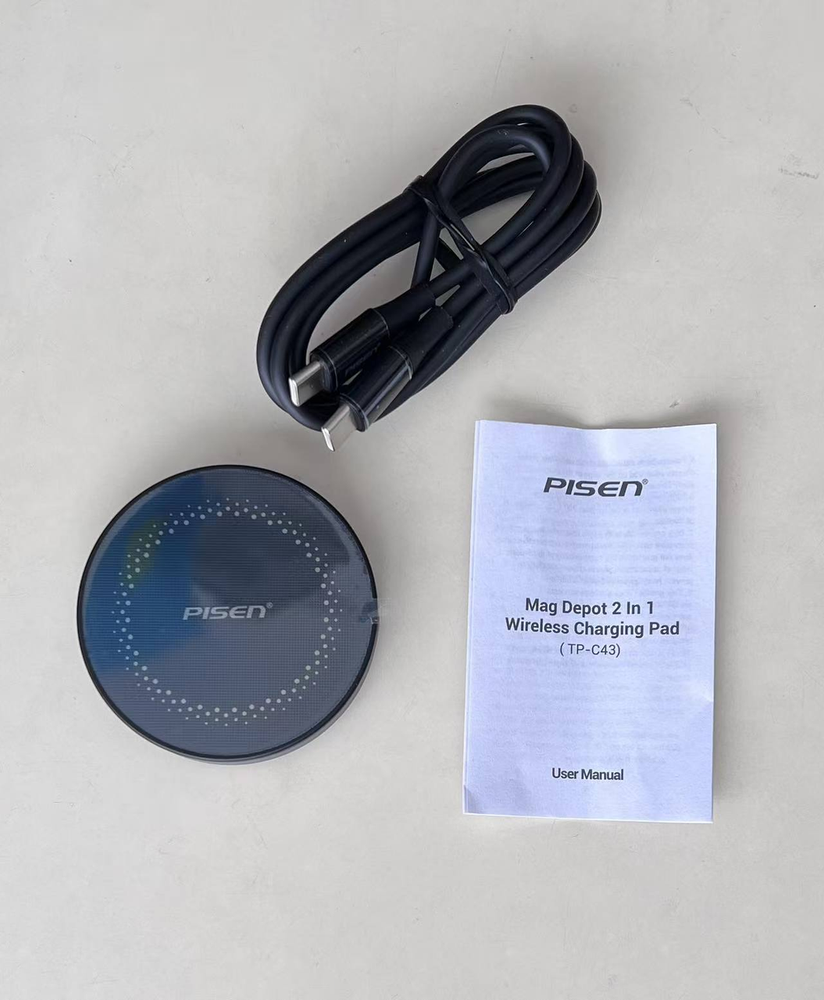 PISEN®
Mag Depot 2 In 1
Wireless Charging Pad
( TP-C43)
User Manual
PISEN®